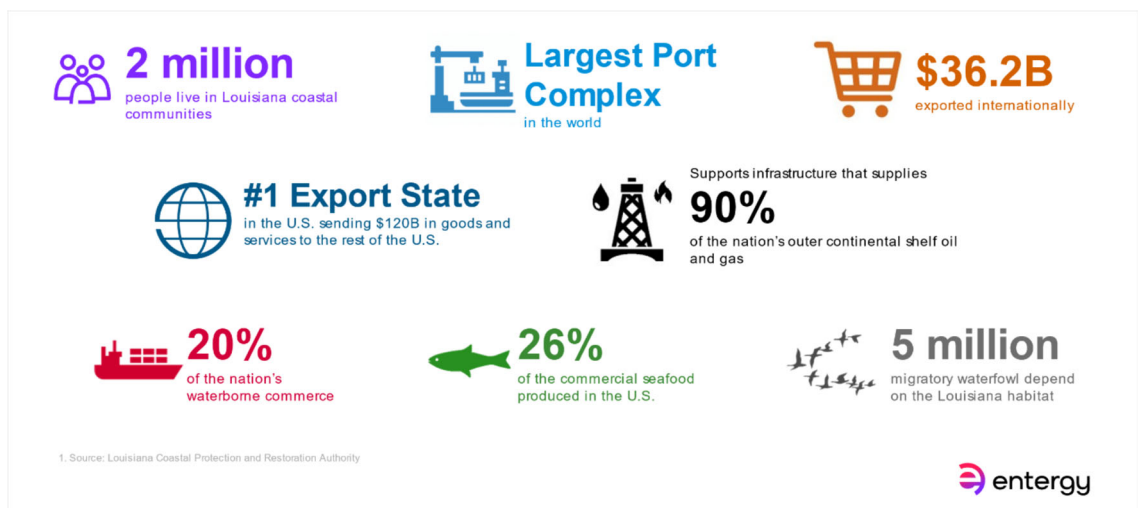 2 million
people live in Louisiana coastal
communities
Largest Port
Complex
in the world
$36.2B
exported internationally
#1 Export State
in the U.S. sending $120B in goods and
services to the rest of the U.S.
Supports infrastructure that supplies
90%
of the nation's outer continental shelf oil
and gas
20%
of the nation's
waterborne commerce
26%
of the commercial seafood
produced in the U.S.
5 million
migratory waterfowl depend
on the Louisiana habitat
1. Source: Louisiana Coastal Protection and Restoration Authority
entergy